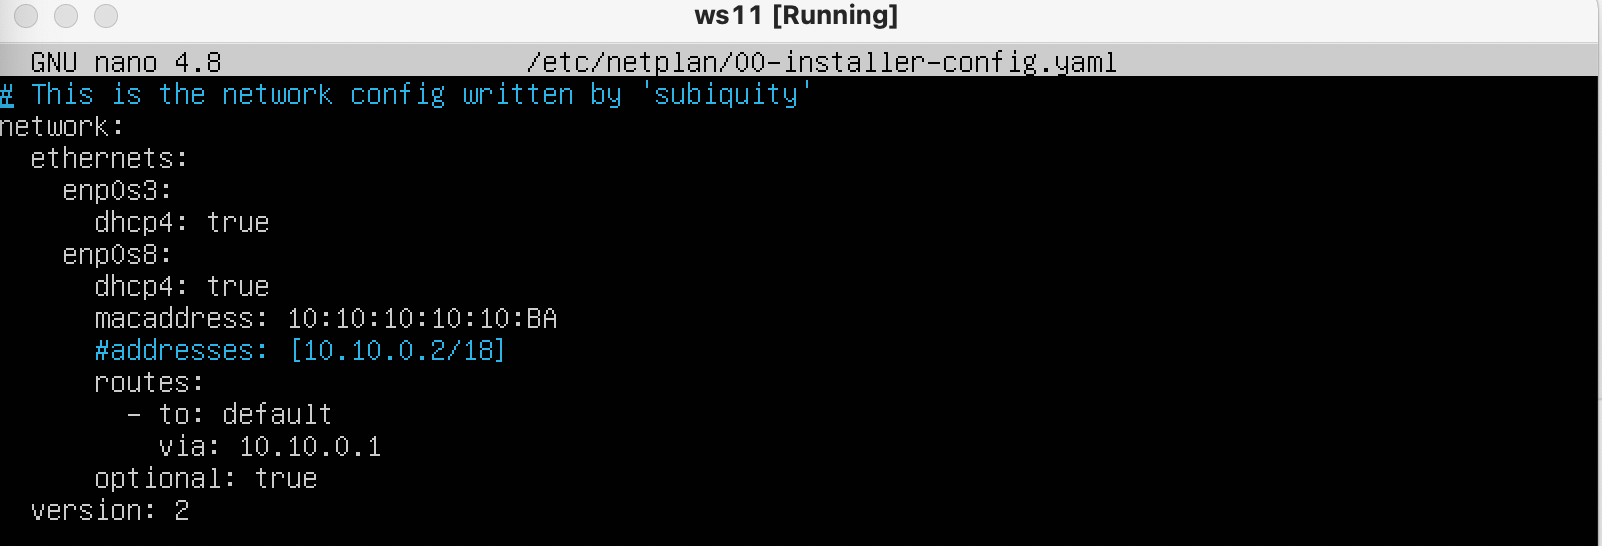 ws11 [Running]
GNU nano 4.8 /etc/netplan/00-installer-config.yaml
# This is the network config written by 'subiquity'
network:
  ethernets:
    enp0s3:
      dhcp4: true
    enp0s8:
      dhcp4: true
      macaddress: 10:10:10:10:10:BA
      #addresses: [10.10.0.2/18]
      routes:
        - to: default
          via: 10.10.0.1
      optional: true
  version: 2